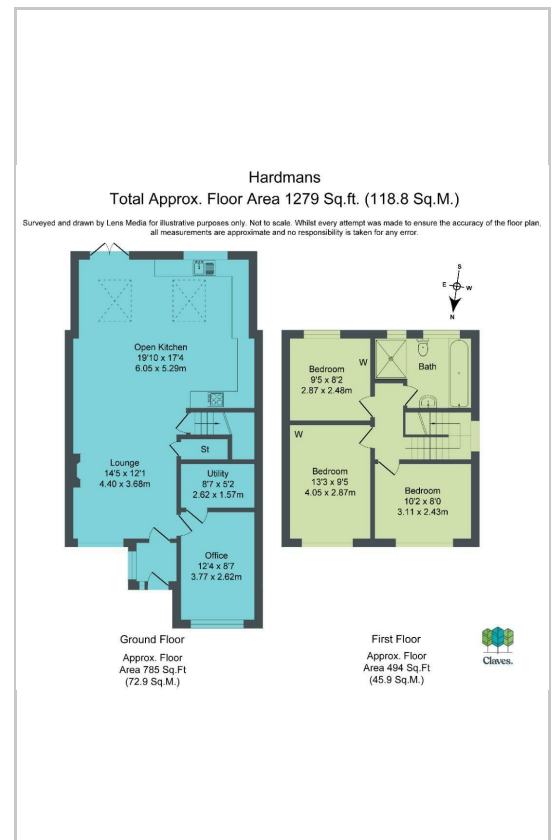 Hardmans
Total Approx. Floor Area 1279 Sq.ft. (118.8 Sq.M.)
Surveyed and drawn by Lens Media for illustrative purposes only. Not to scale. Whilst every attempt was made to ensure the accuracy of the floor plan,
all measurements are approximate and no responsibility is taken for any error.
S
E
W
N
Open Kitchen
19'10 x 17'4
6.05 x 5.29m
Lounge
14'5 x 12'1
4.40 x 3.68m
St
Utility
8'7 x 5'2
2.62 x 1.57m
Office
12'4 x 8'7
3.77 x 2.62m
Ground Floor
Approx. Floor
Area 785 Sq.Ft
(72.9 Sq.M.)
Bedroom
9'5 x 8'2
2.87 x 2.48m
W
Bath
W
Bedroom
13'3 x 9'5
4.05 x 2.87m
Bedroom
10'2 x 8'0
3.11 x 2.43m
First Floor
Approx. Floor
Area 494 Sq.Ft
(45.9 Sq.M.)
Claves.